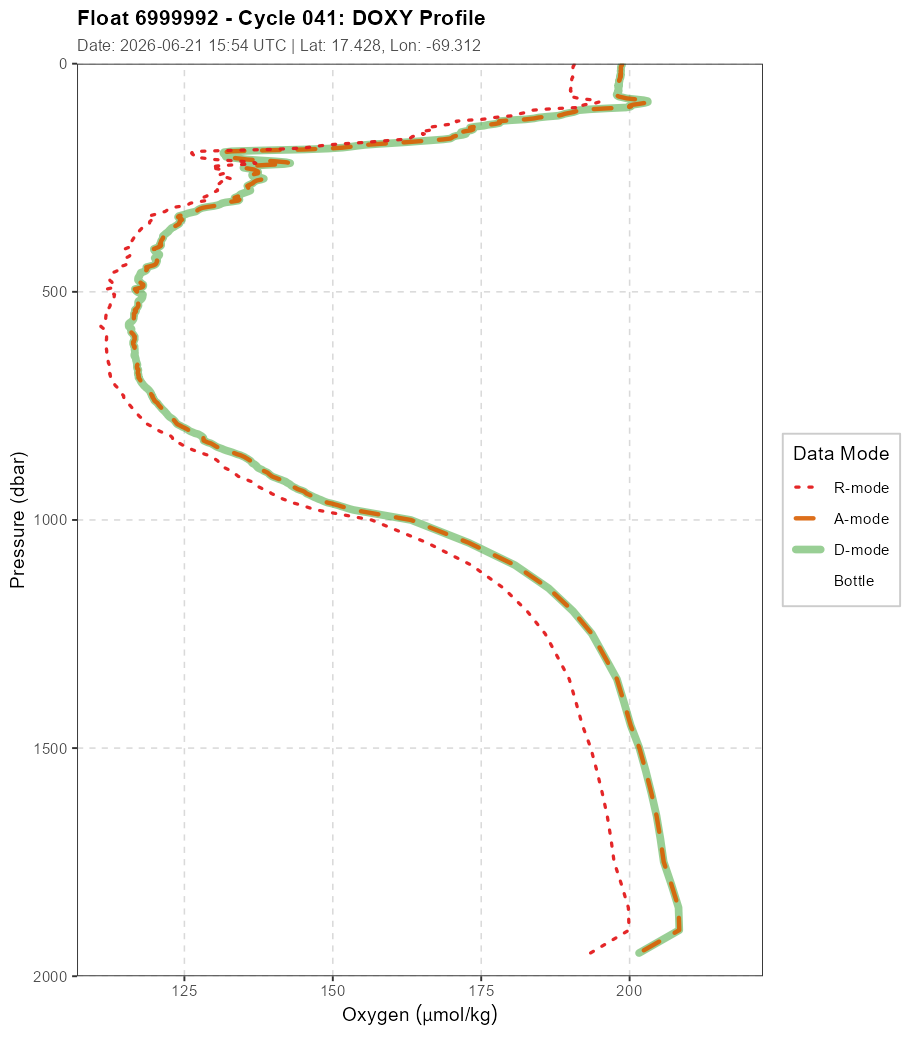 Float 6999992 - Cycle 041: DOXY Profile
Date: 2026-06-21 15:54 UTC | Lat: 17.428, Lon: -69.312
0
500
1000
1500
2000
Pressure (dbar)
125
150
175
200
Oxygen (μmol/kg)
Data Mode
R-mode
A-mode
D-mode
Bottle